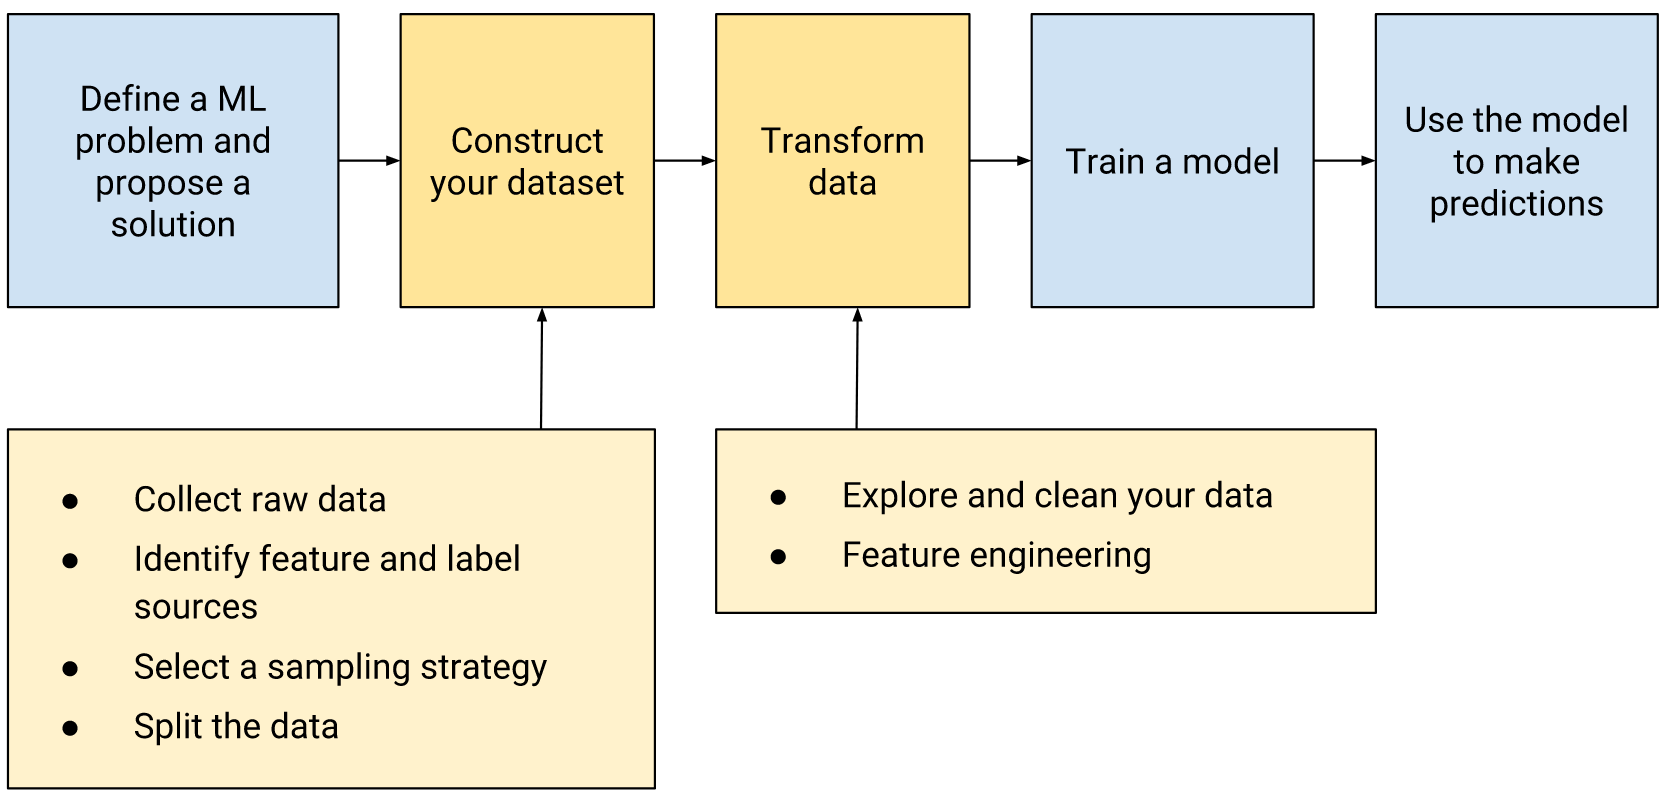 Define a ML
problem and
propose a
solution
Construct
your dataset
Transform
data
Train a model
Use the model
to make
predictions
● Collect raw data
● Identify feature and label
sources
● Select a sampling strategy
● Split the data
● Explore and clean your data
● Feature engineering